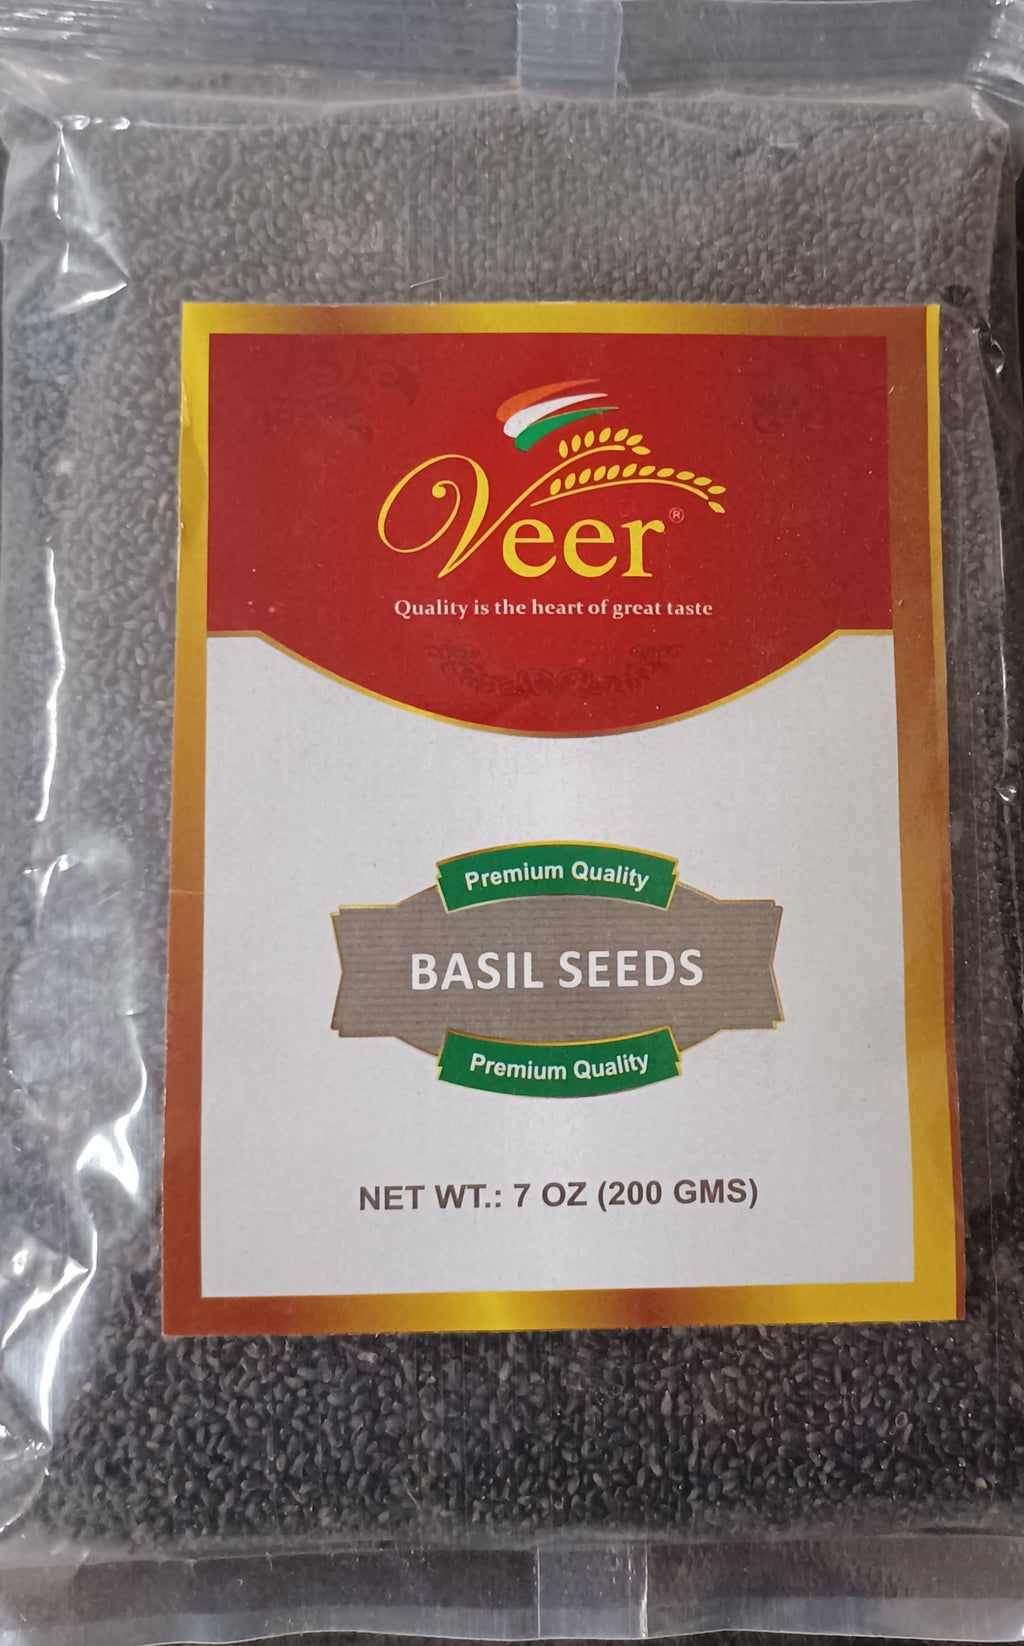 Veer®
Quality is the heart of great taste
Premium Quality
BASIL SEEDS
Premium Quality
NET WT.: 7 OZ (200 GMS)